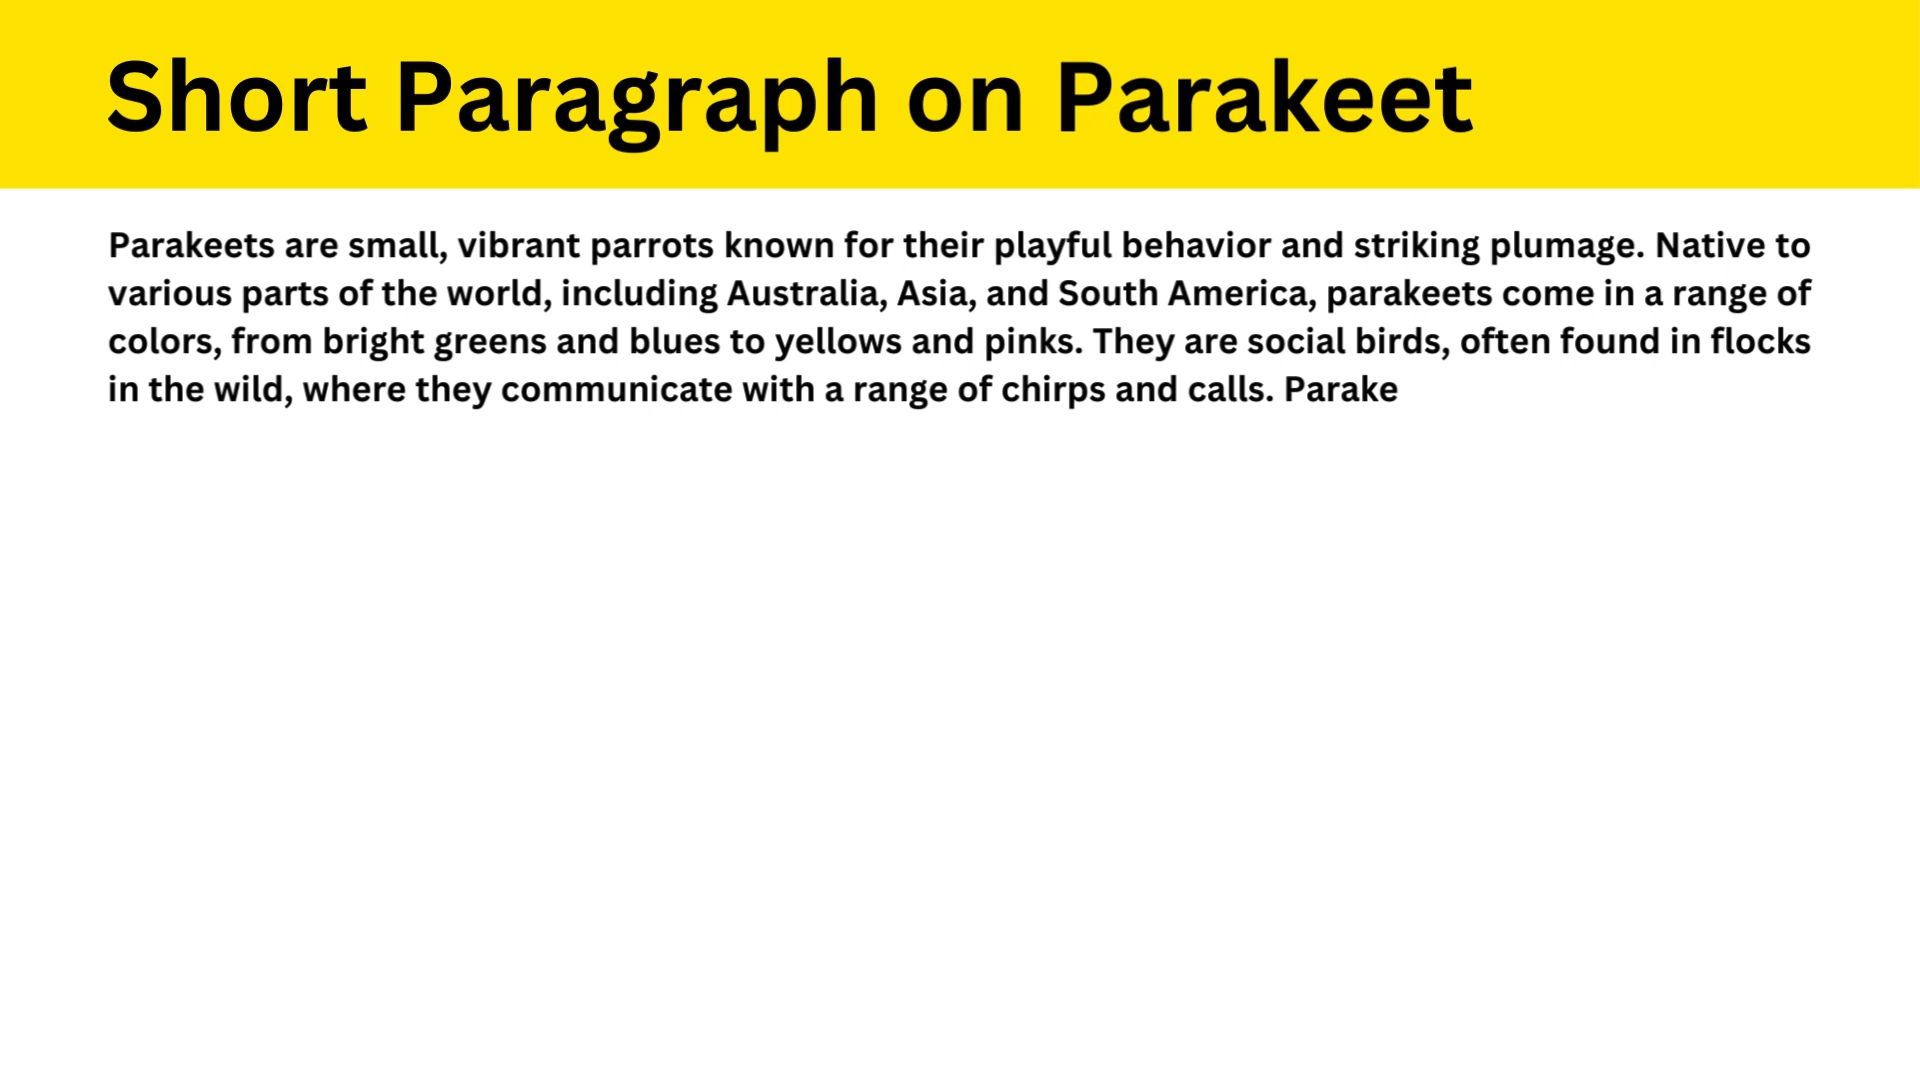 Short Paragraph on Parakeet
Parakeets are small, vibrant parrots known for their playful behavior and striking plumage. Native to
various parts of the world, including Australia, Asia, and South America, parakeets come in a range of
colors, from bright greens and blues to yellows and pinks. They are social birds, often found in flocks
in the wild, where they communicate with a range of chirps and calls. Parake